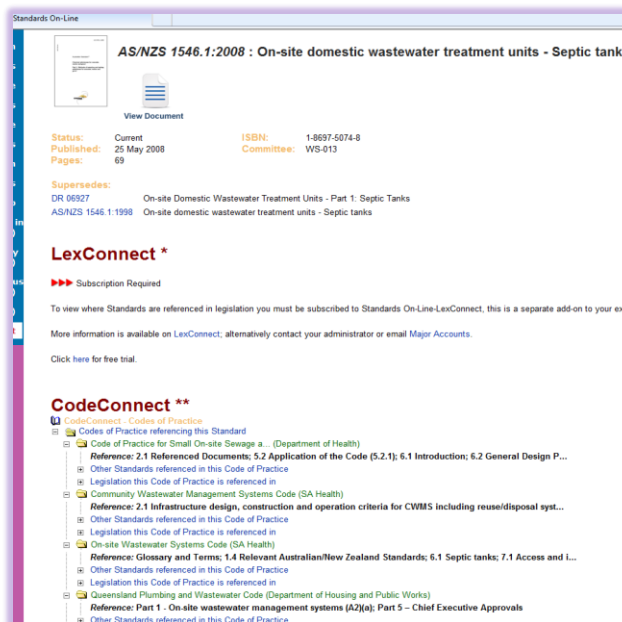 Standards On-Line
AS/NZS 1546.1:2008 : On-site domestic wastewater treatment units - Septic tank
View Document
Status: Current ISBN: 1-8697-5074-8
Published: 25 May 2008 Committee: WS-013
Pages: 69
Supersedes:
DR 06927 On-site Domestic Wastewater Treatment Units - Part 1: Septic Tanks
AS/NZS 1546.1:1998 On-site domestic wastewater treatment units - Septic tanks
LexConnect *
Subscription Required
To view where Standards are referenced in legislation you must be subscribed to Standards On-Line-LexConnect, this is a separate add-on to your ex
More information is available on LexConnect; alternatively contact your administrator or email Major Accounts.
Click here for free trial.
CodeConnect **
CodeConnect - Codes of Practice
Codes of Practice referencing this Standard
Code of Practice for Small On-site Sewage a... (Department of Health)
Reference: 2.1 Referenced Documents; 5.2 Application of the Code (5.2.1); 6.1 Introduction; 6.2 General Design P...
Other Standards referenced in this Code of Practice
Legislation this Code of Practice is referenced in
Community Wastewater Management Systems Code (SA Health)
Reference: 2.1 Infrastructure design, construction and operation criteria for CWMS including reuse/disposal syst...
Other Standards referenced in this Code of Practice
Legislation this Code of Practice is referenced in
On-site Wastewater Systems Code (SA Health)
Reference: Glossary and Terms; 1.4 Relevant Australian/New Zealand Standards; 6.1 Septic tanks; 7.1 Access and i...
Other Standards referenced in this Code of Practice
Legislation this Code of Practice is referenced in
Queensland Plumbing and Wastewater Code (Department of Housing and Public Works)
Reference: Part 1 - On-site wastewater management systems (A2)(a); Part 5 – Chief Executive Approvals
Other Standards referenced in this Code of Practice